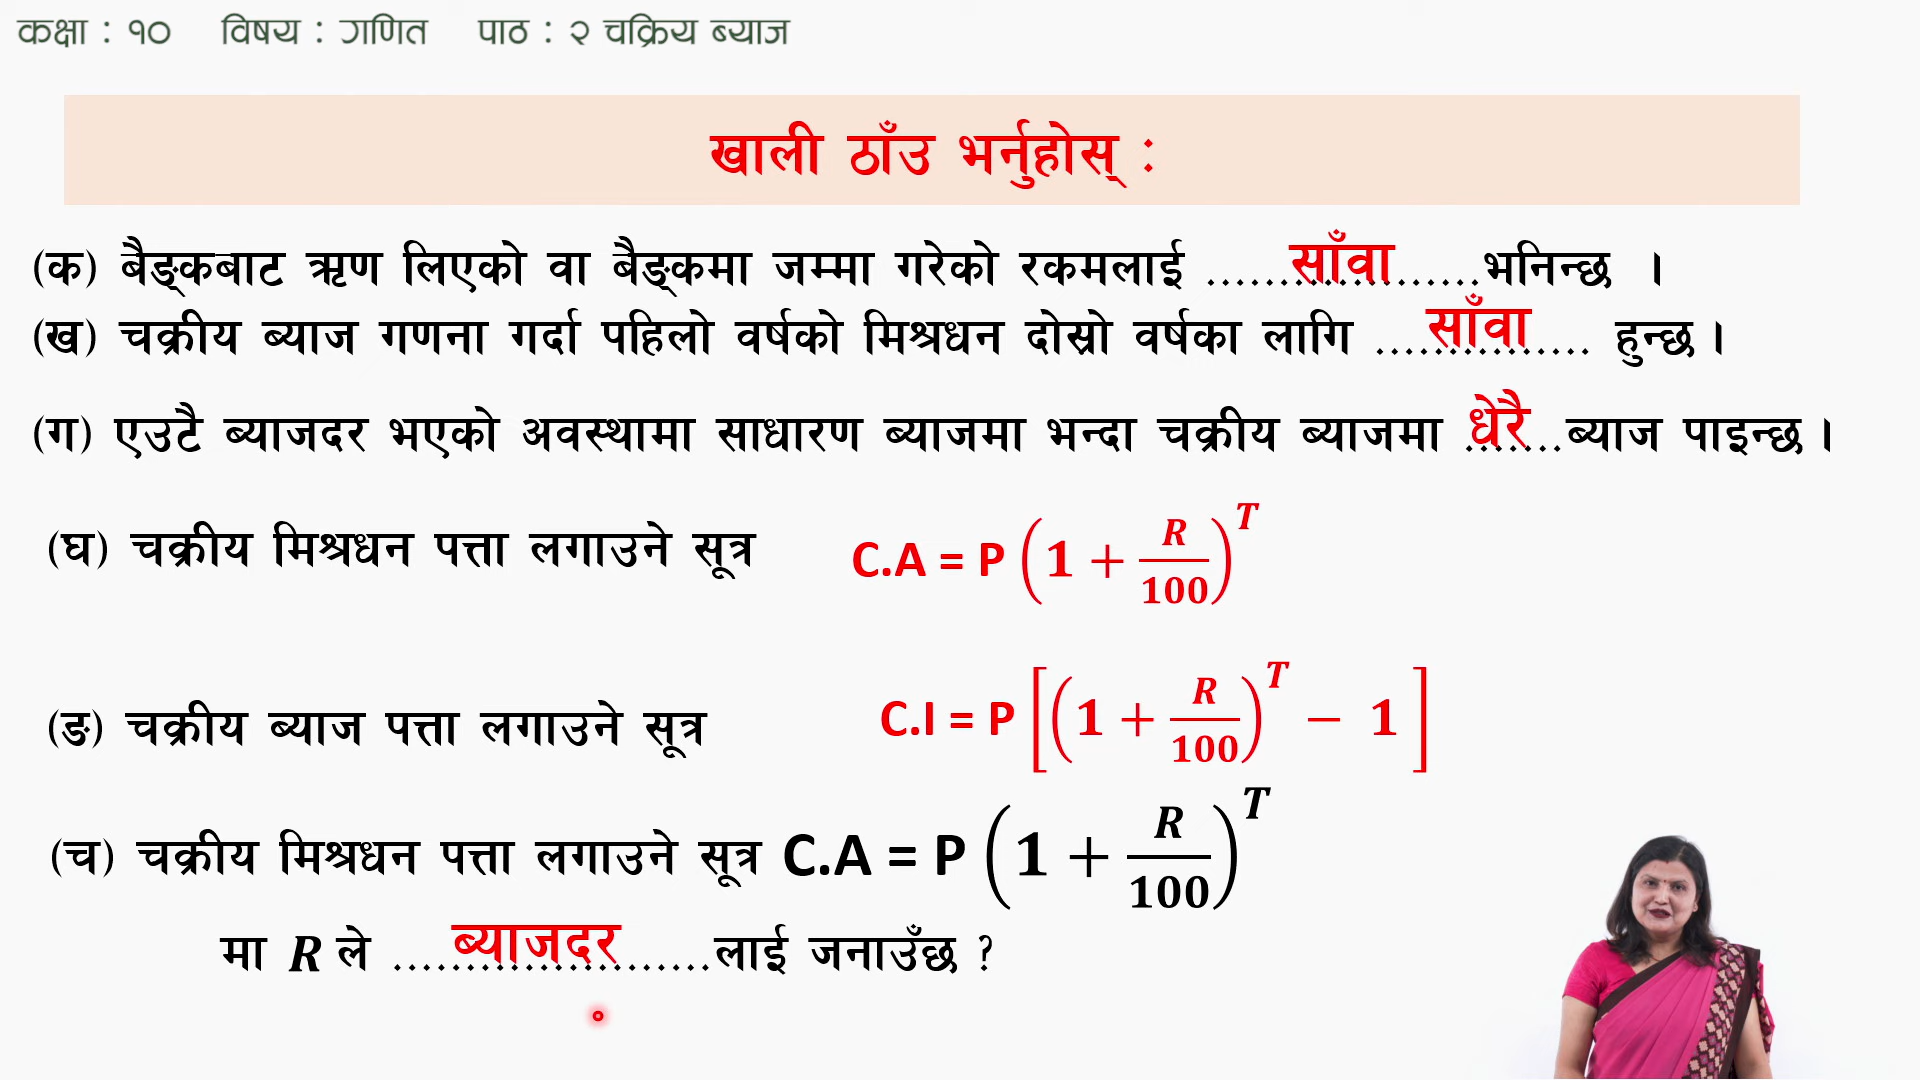 कक्षा : १० विषय : गणित पाठ : २ चक्रिय ब्याज
खाली ठाँउ भर्नुहोस् :
(क) बैङ्कबाट ऋण लिएको वा बैङ्कमा जम्मा गरेको रकमलाई ......साँवा......भनिन्छ ।
(ख) चक्रीय ब्याज गणना गर्दा पहिलो वर्षको मिश्रधन दोस्रो वर्षका लागि ....साँवा.... हुन्छ ।
(ग) एउटै ब्याजदर भएको अवस्थामा साधारण ब्याजमा भन्दा चक्रीय ब्याजमा ..धेरै..ब्याज पाइन्छ ।
(घ) चक्रीय मिश्रधन पत्ता लगाउने सूत्र C.A = P (1 + R/100)^T
(ङ) चक्रीय ब्याज पत्ता लगाउने सूत्र C.I = P [(1 + R/100)^T − 1]
(च) चक्रीय मिश्रधन पत्ता लगाउने सूत्र C.A = P (1 + R/100)^T
मा R ले .....ब्याजदर.......लाई जनाउँछ ?